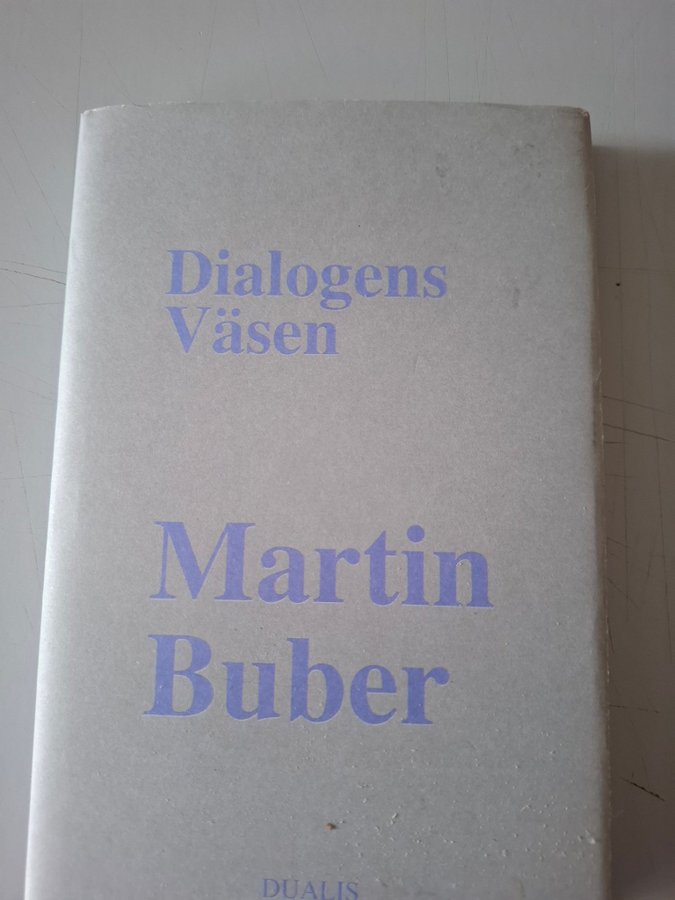 Dialogens
Väsen
Martin
Buber
DUALIS